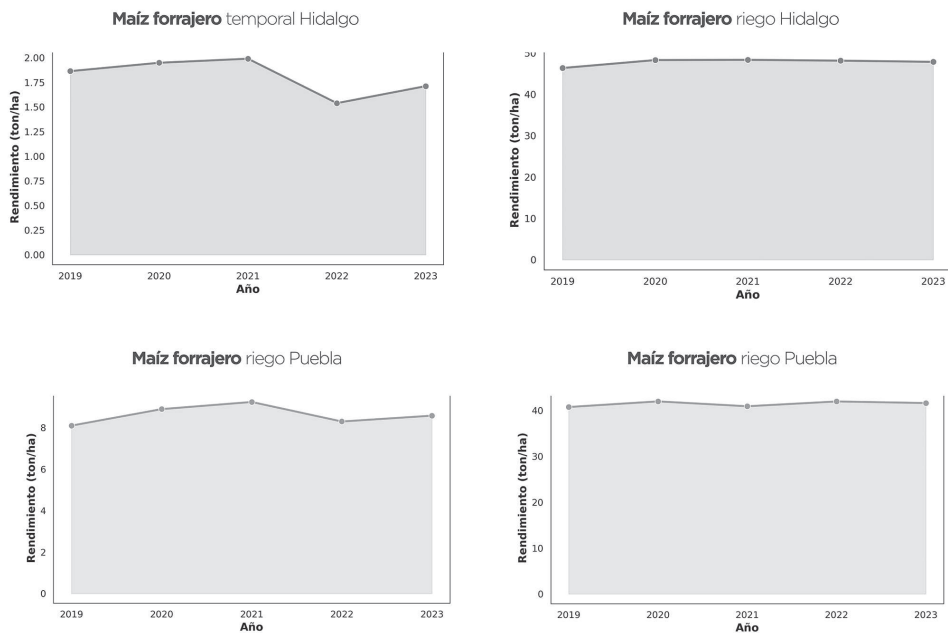 Maíz forrajero temporal Hidalgo
Rendimiento (ton/ha)
2.00
1.75
1.50
1.25
1.00
0.75
0.50
0.25
0.00
2019 2020 2021 2022 2023
Año
Maíz forrajero riego Hidalgo
Rendimiento (ton/ha)
50
40
30
20
10
0
2019 2020 2021 2022 2023
Año
Maíz forrajero riego Puebla
Rendimiento (ton/ha)
8
6
4
2
0
2019 2020 2021 2022 2023
Año
Maíz forrajero riego Puebla
Rendimiento (ton/ha)
40
30
20
10
0
2019 2020 2021 2022 2023
Año